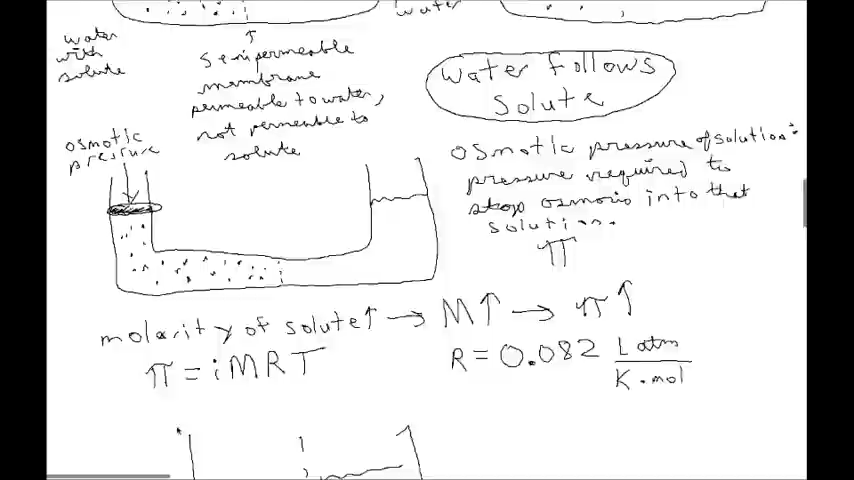 water
water
with
solute
semipermeable
membrane
permeable to water,
not permeable to
solute
water follows
solute
osmotic
pressure
osmotic pressure of solution:
pressure required to
stop osmosis into that
solution.
π
molarity of solute↑ → M↑ → π↑
π = iMRT
R = 0.082 L atm / K·mol